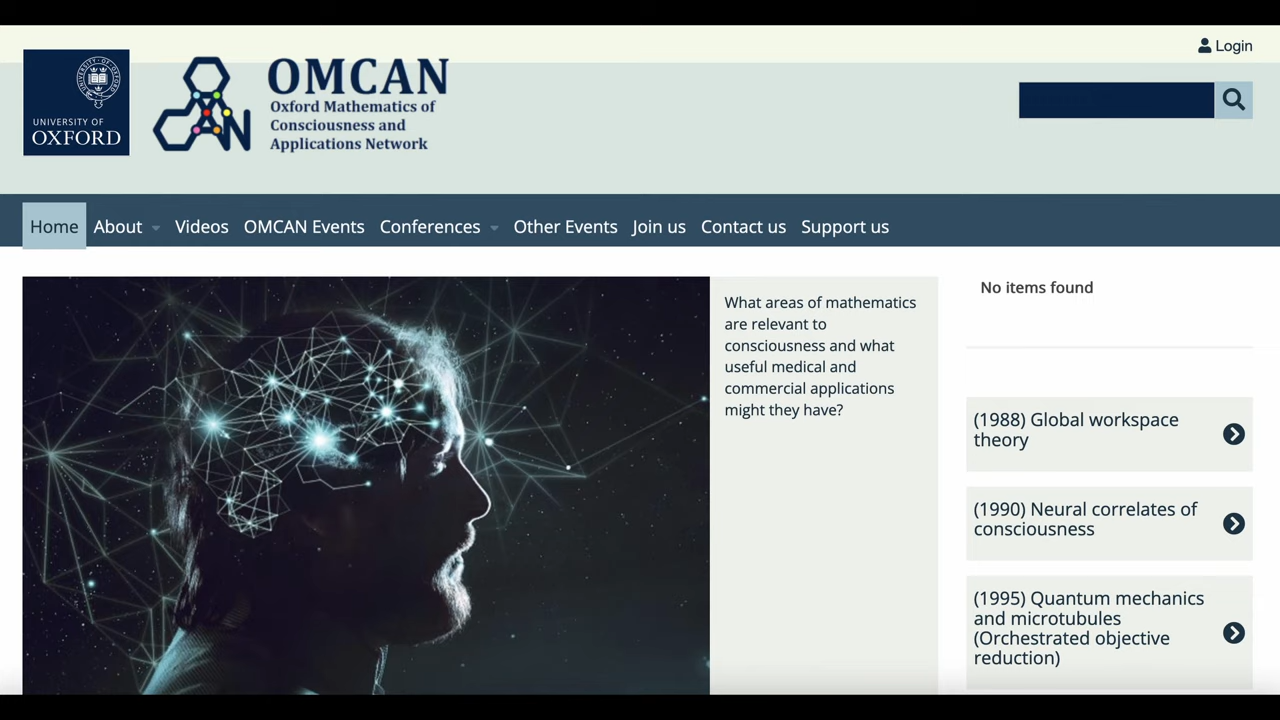 Login
UNIVERSITY OF
OXFORD
OMCAN
Oxford Mathematics of
Consciousness and
Applications Network
Home About Videos OMCAN Events Conferences Other Events Join us Contact us Support us
What areas of mathematics
are relevant to
consciousness and what
useful medical and
commercial applications
might they have?
No items found
(1988) Global workspace
theory
(1990) Neural correlates of
consciousness
(1995) Quantum mechanics
and microtubules
(Orchestrated objective
reduction)